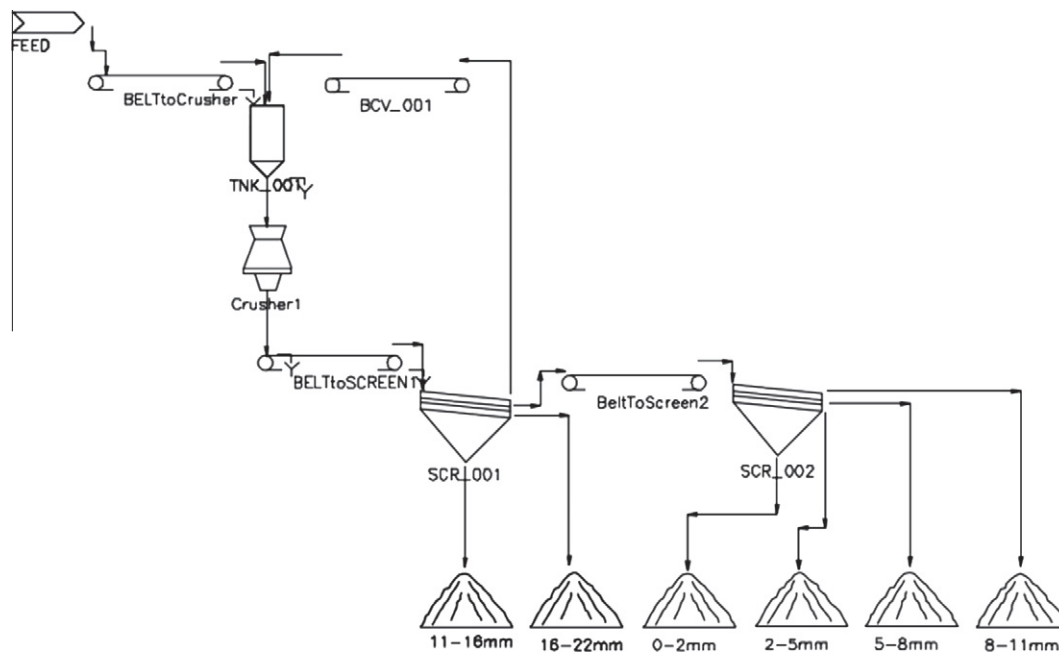 FEED
BELTtoCrusher
BCV_001
TNK_001
Crusher1
BELTtoSCREEN1
BeltToScreen2
SCR_001
SCR_002
11-16mm
16-22mm
0-2mm
2-5mm
5-8mm
8-11mm